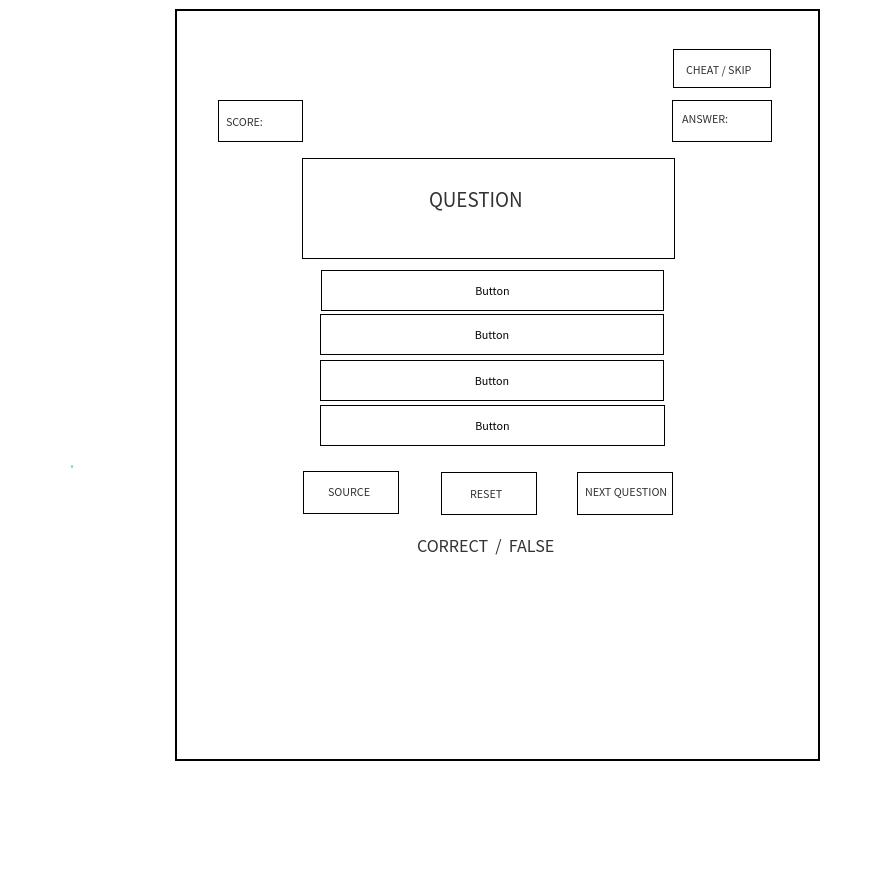 CHEAT / SKIP
SCORE:
ANSWER:
QUESTION
Button
Button
Button
Button
SOURCE
RESET
NEXT QUESTION
CORRECT / FALSE